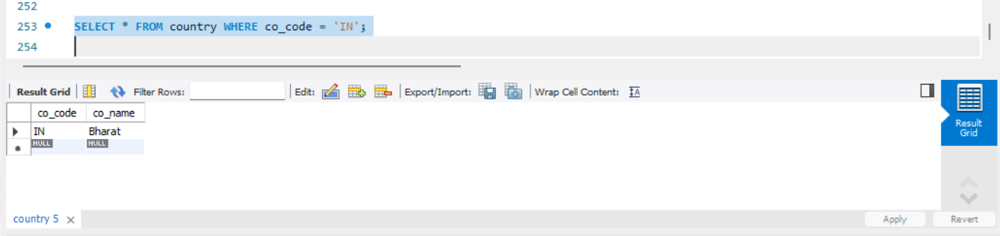 252
253 SELECT * FROM country WHERE co_code = 'IN';
254
Result Grid Filter Rows: Edit: Export/Import: Wrap Cell Content: IA
co_code co_name
IN Bharat
NULL NULL
Result
Grid
country 5 ×
Apply Revert